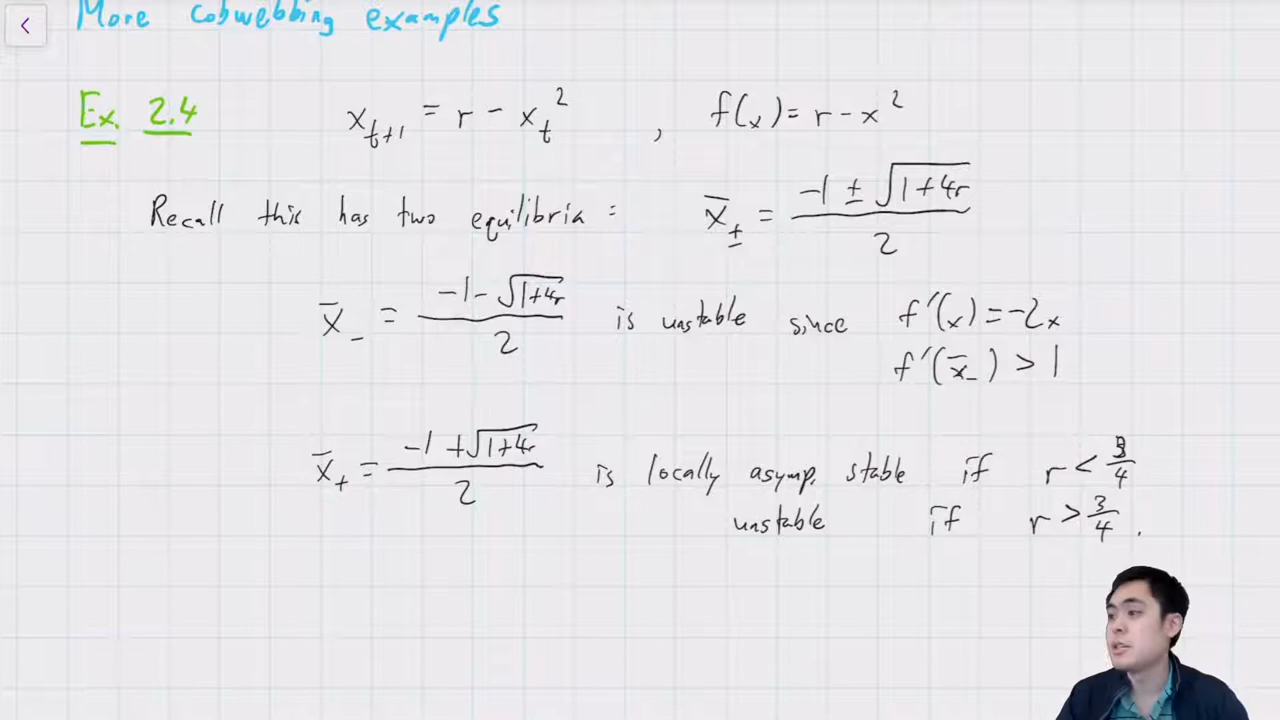 More cobwebbing examples
Ex. 2.4 x_{t+1} = r - x_t^2 , f(x) = r - x^2
Recall this has two equilibria : x̄_± = (-1 ± √(1+4r))/2
x̄_- = (-1 - √(1+4r))/2 is unstable since f'(x) = -2x
f'(x̄_-) > 1
x̄_+ = (-1 + √(1+4r))/2 is locally asymp. stable if r < 3/4
unstable if r > 3/4 .